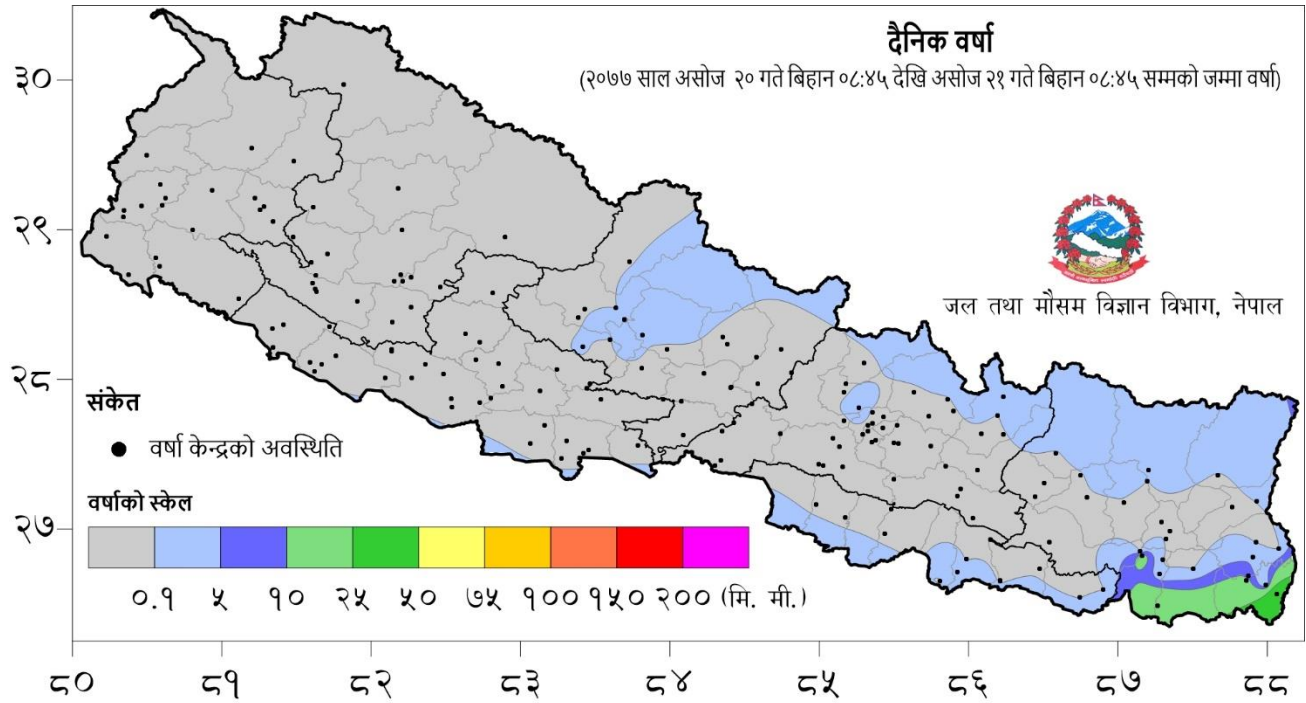 दैनिक वर्षा
(२०७७ साल असोज २० गते बिहान ०८:४५ देखि असोज २१ गते बिहान ०८:४५ सम्मको जम्मा वर्षा)
३०
२९
२८
२७
जल तथा मौसम विज्ञान विभाग, नेपाल
संकेत
वर्षा केन्द्रको अवस्थिति
वर्षाको स्केल
०.१ ५ १० २५ ५० ७५ १०० १५० २०० (मि. मी.)
८० ८१ ८२ ८३ ८४ ८५ ८६ ८७ ८८